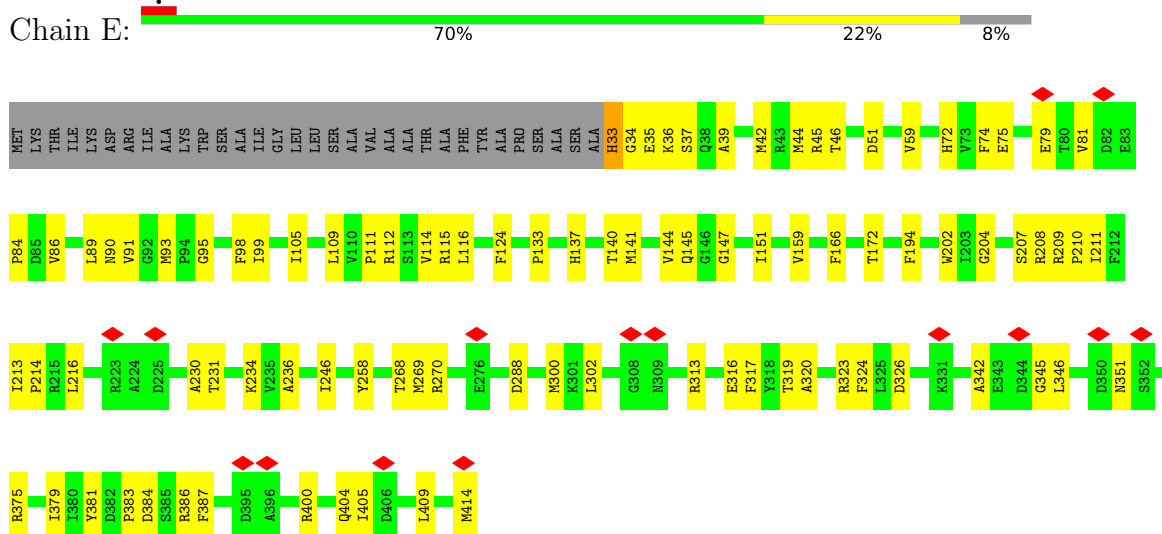 Chain E:
70% 22% 8%
MET LYS THR ILE LYS ASP ARG ILE ALA LYS TRP SER ALA ILE GLY LEU LEU SER ALA VAL ALA ALA THR ALA PHE TYR ALA PRO SER ALA SER ALA H33 G34 E35 K36 S37 Q38 A39 M42 R43 M44 R45 T46 D51 V59 H72 V73 F74 E75 E79 T80 V81 D82 E83
P84 D85 V86 L89 N90 V91 G92 M93 P94 G95 F98 I99 I105 L109 V110 P111 R112 S113 V114 R115 L116 F124 P133 H137 T140 M141 V144 Q145 G146 G147 I151 V159 F166 T172 F194 W202 I203 G204 S207 R208 R209 P210 I211 F212
I213 P214 R215 L216 R223 A224 D225 A230 T231 K234 V235 A236 I246 Y258 T268 M269 R270 E276 D288 M300 K301 L302 G308 N309 R313 E316 F317 Y318 T319 A320 R323 F324 L325 D326 K331 A342 E343 D344 G345 L346 D350 N351 S352
R375 I379 I380 Y381 D382 P383 D384 S385 R386 F387 D395 A396 R400 Q404 I405 D406 L409 M414